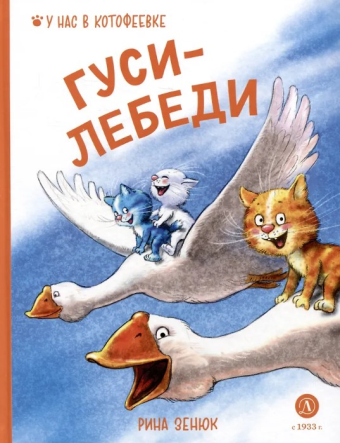 У НАС В КОТОФЕЕВКЕ
ГУСИ-
ЛЕБЕДИ
РИНА ЗЕНЮК
с 1933 г.